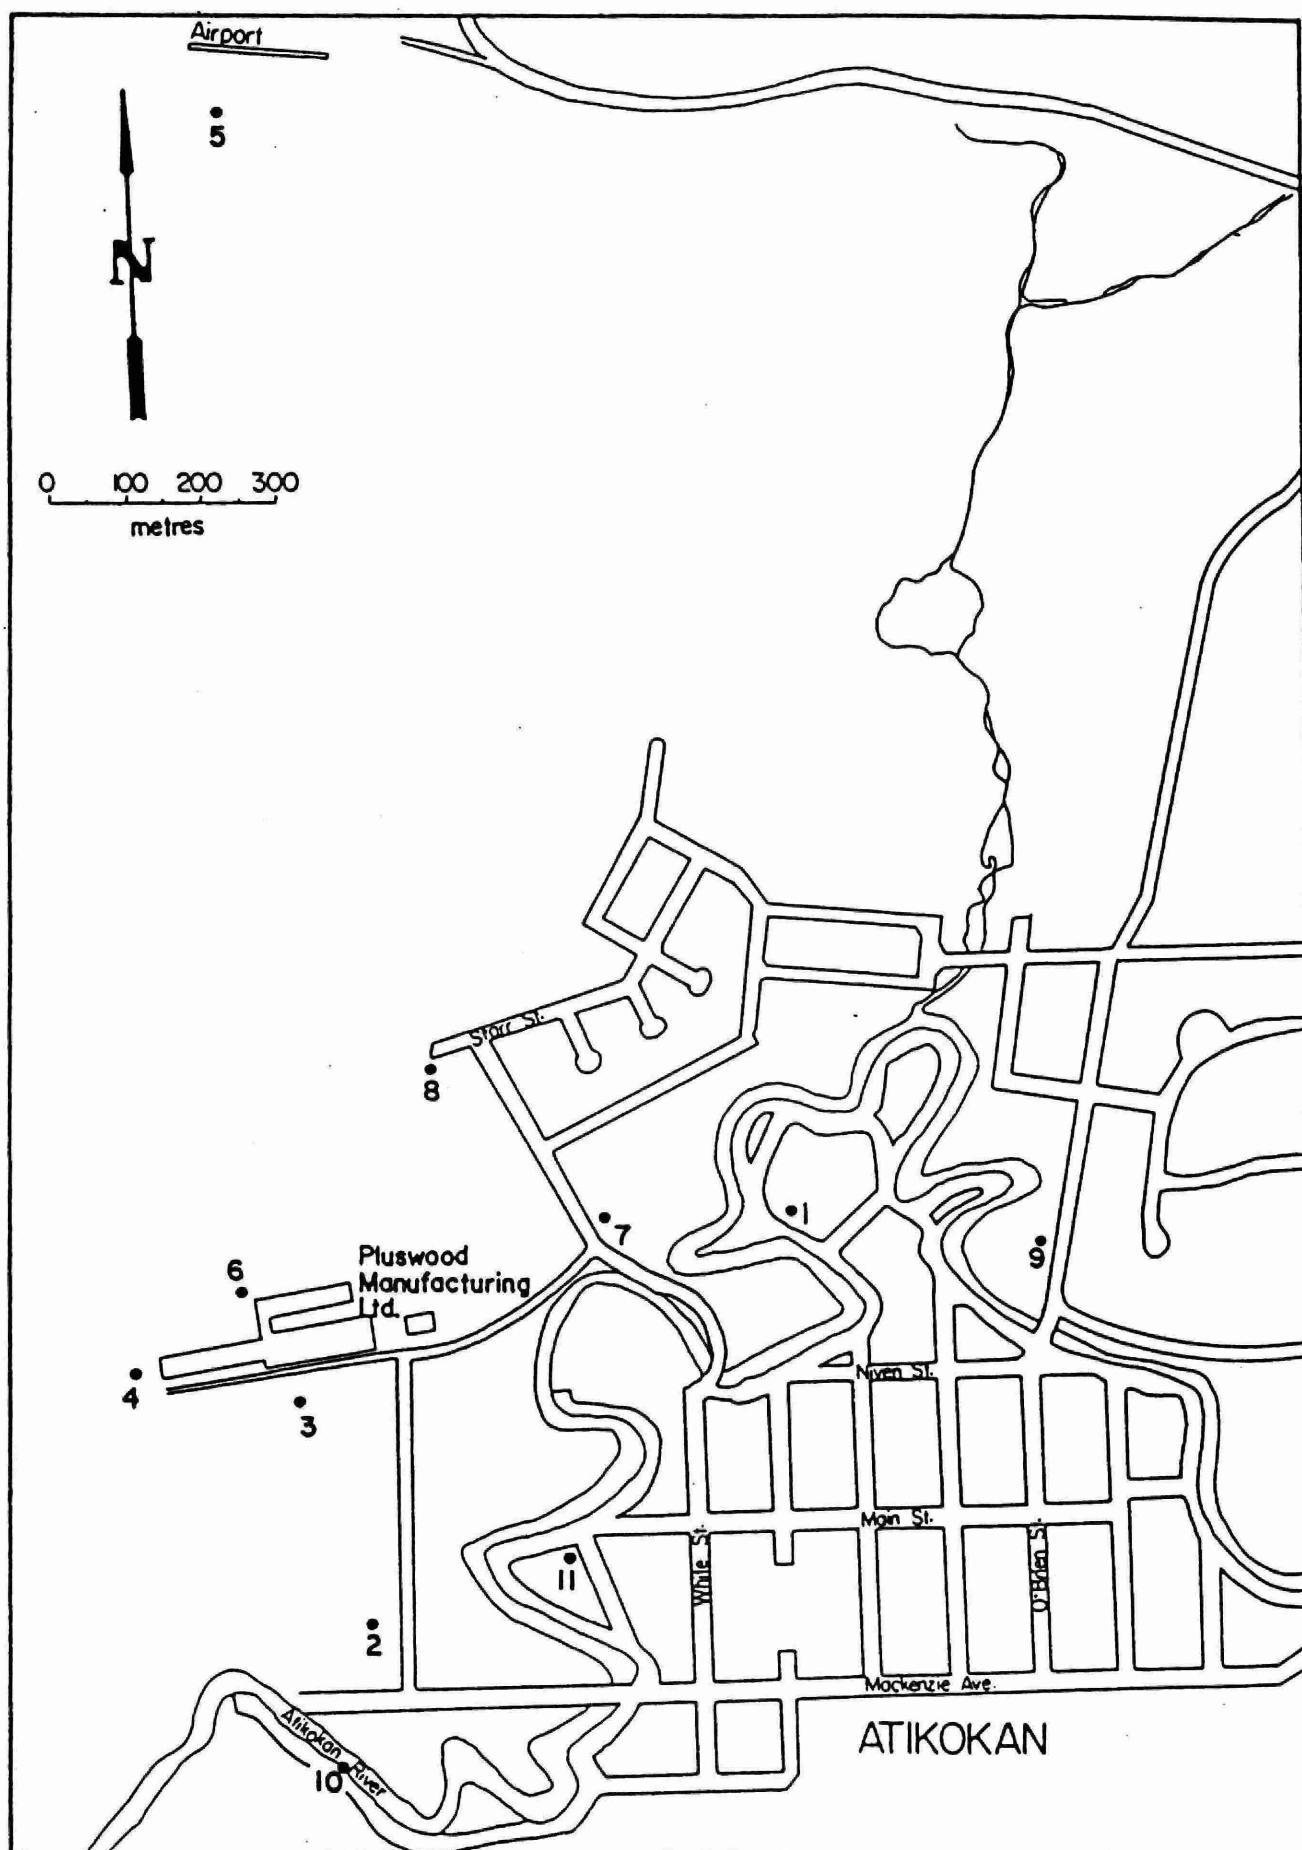 Airport
5
N
0 100 200 300
metres
Starr St.
8
7
1
9
6
Pluswood
Manufacturing
Ltd.
4
3
Niven St.
Main St.
White St.
O'Brien St.
11
2
Mackenzie Ave.
Atikokan River
10
ATIKOKAN